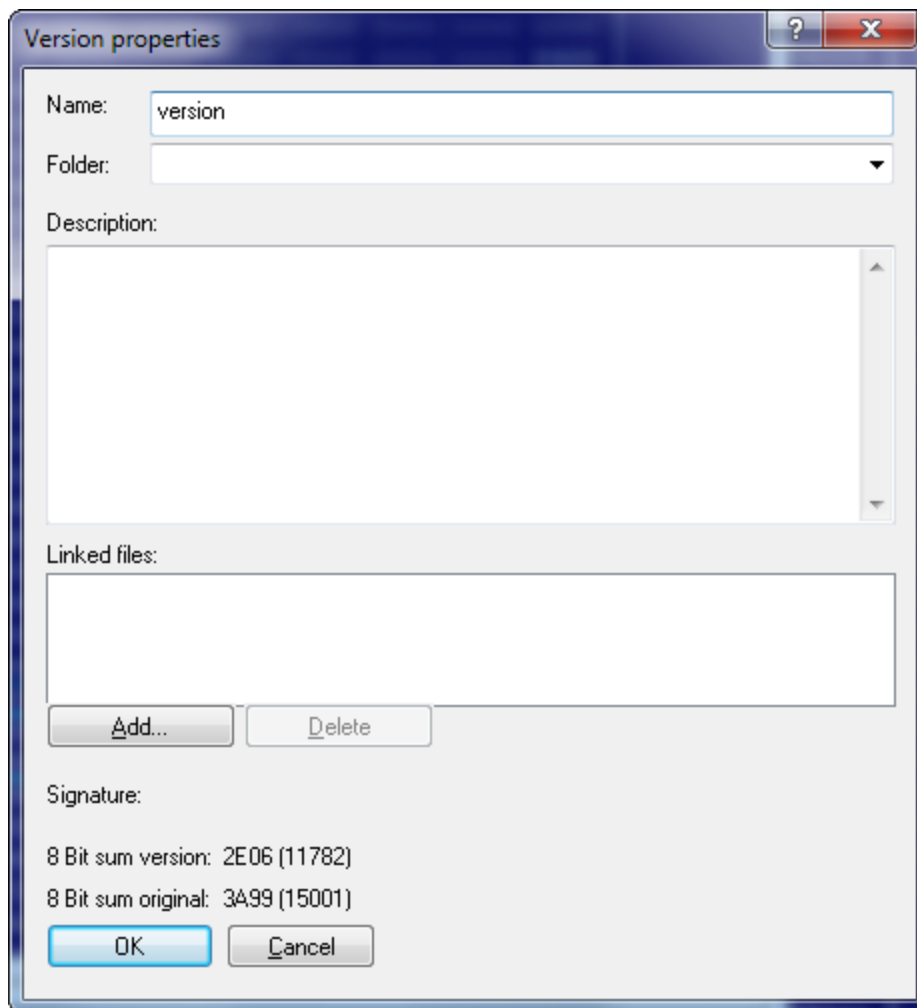 Version properties
?
Name: version
Folder:
Description:
Linked files:
Add... Delete
Signature:
8 Bit sum version: 2E06 (11782)
8 Bit sum original: 3A99 (15001)
OK Cancel